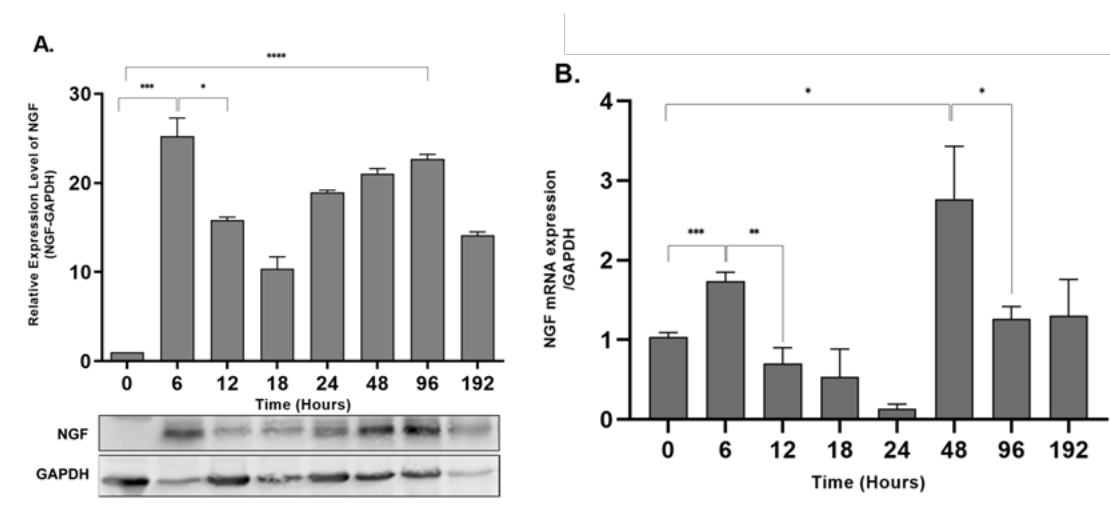 A.
****
***
*
30
20
10
0
Relative Expression Level of NGF
(NGF-GAPDH)
0 6 12 18 24 48 96 192
Time (Hours)
NGF
GAPDH
B.
*
*
***
**
4
3
2
1
0
NGF mRNA expression
/GAPDH
0 6 12 18 24 48 96 192
Time (Hours)